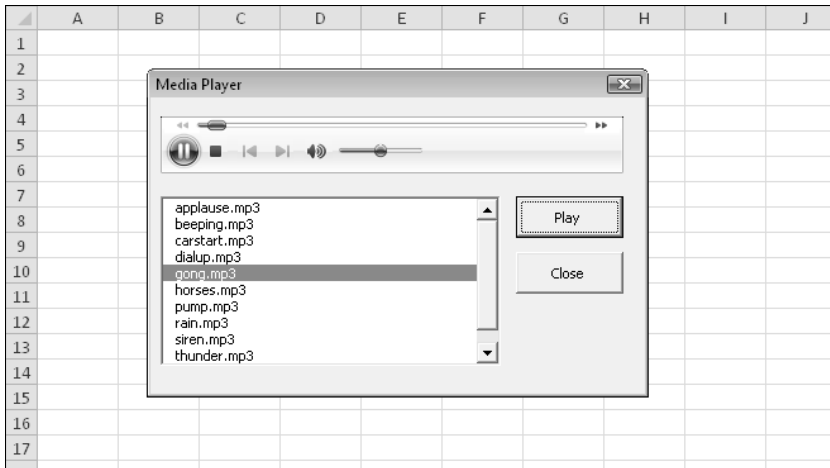 A B C D E F G H I J
1
2
Media Player
3
4
5
6
7
applause.mp3
8
beeping.mp3
Play
9
carstart.mp3
dialup.mp3
10
gong.mp3
Close
11
horses.mp3
12
pump.mp3
rain.mp3
13
siren.mp3
thunder.mp3
14
15
16
17